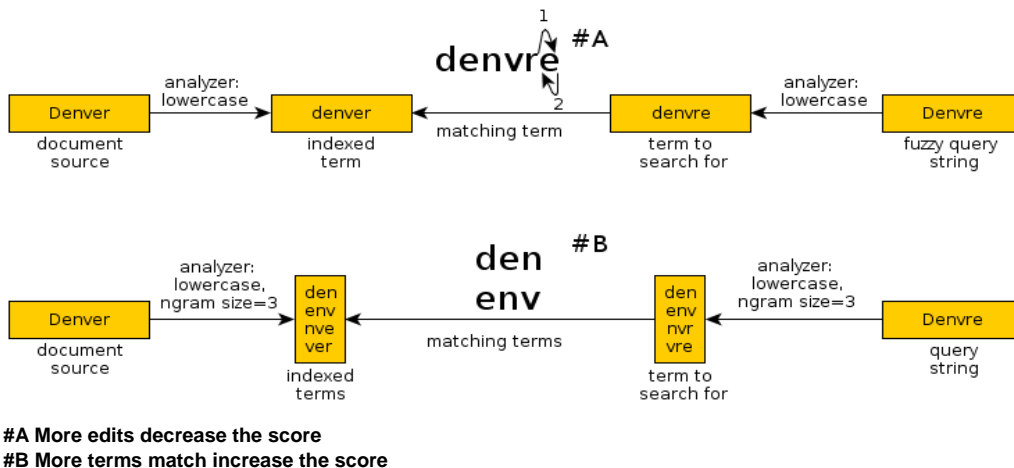 1
#A
denvre
analyzer:
lowercase
2
analyzer:
lowercase
Denver
denver
denvre
Denvre
document
source
indexed
term
matching term
term to
search for
fuzzy query
string
#B
den
env
analyzer:
lowercase,
ngram size=3
analyzer:
lowercase,
ngram size=3
Denver
den
env
nve
ver
matching terms
den
env
nvr
vre
Denvre
document
source
indexed
terms
term to
search for
query
string
#A More edits decrease the score
#B More terms match increase the score